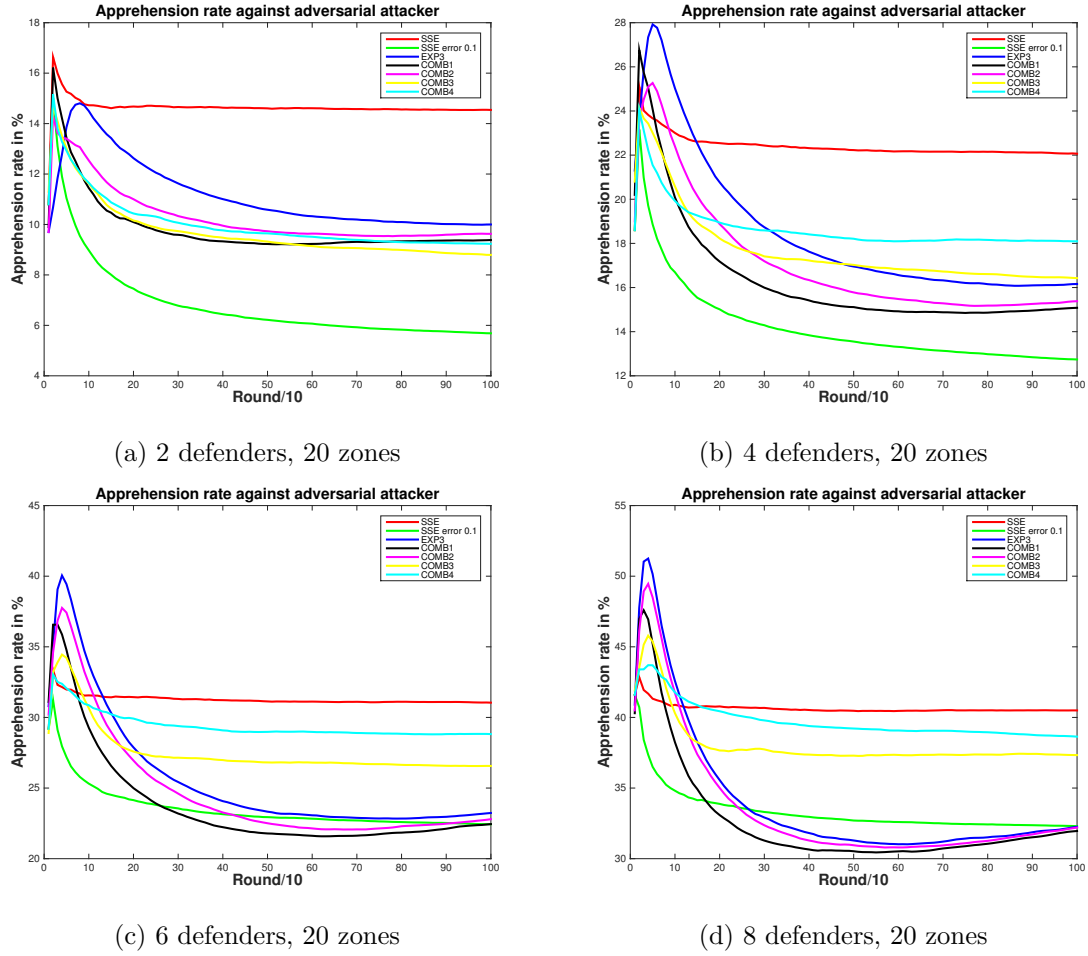 Apprehension rate against adversarial attacker
18
16
14
12
10
8
6
4
Apprehension rate in %
0 10 20 30 40 50 60 70 80 90 100
Round/10
SSE
SSE error 0.1
EXP3
COMB1
COMB2
COMB3
COMB4
(a) 2 defenders, 20 zones
Apprehension rate against adversarial attacker
28
26
24
22
20
18
16
14
12
Apprehension rate in %
0 10 20 30 40 50 60 70 80 90 100
Round/10
SSE
SSE error 0.1
EXP3
COMB1
COMB2
COMB3
COMB4
(b) 4 defenders, 20 zones
Apprehension rate against adversarial attacker
45
40
35
30
25
20
Apprehension rate in %
0 10 20 30 40 50 60 70 80 90 100
Round/10
SSE
SSE error 0.1
EXP3
COMB1
COMB2
COMB3
COMB4
(c) 6 defenders, 20 zones
Apprehension rate against adversarial attacker
55
50
45
40
35
30
Apprehension rate in %
0 10 20 30 40 50 60 70 80 90 100
Round/10
SSE
SSE error 0.1
EXP3
COMB1
COMB2
COMB3
COMB4
(d) 8 defenders, 20 zones